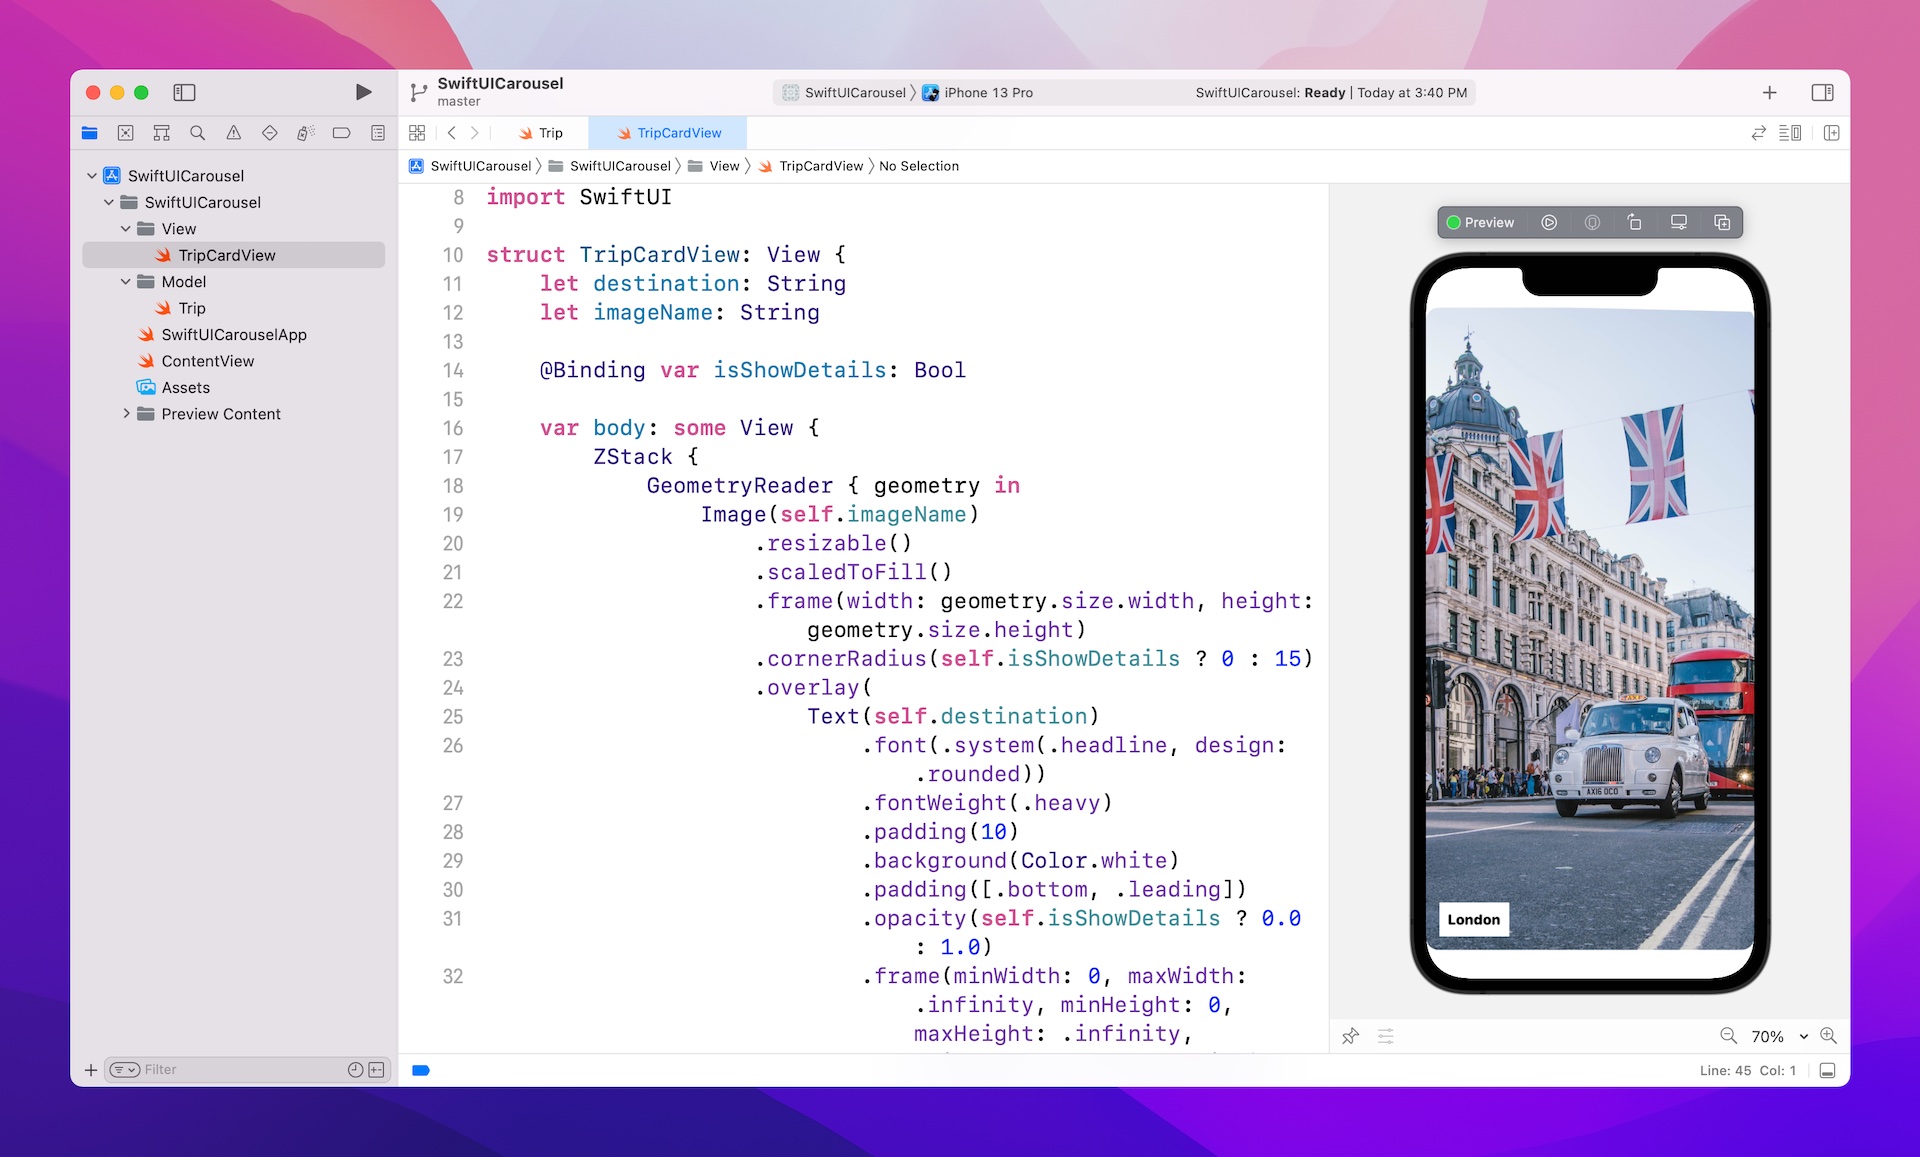 SwiftUICarousel
master
SwiftUICarousel
iPhone 13 Pro
SwiftUICarousel: Ready | Today at 3:40 PM
Trip
TripCardView
SwiftUICarousel
SwiftUICarousel
View
TripCardView
No Selection
SwiftUICarousel
SwiftUICarousel
View
TripCardView
Model
Trip
SwiftUICarouselApp
ContentView
Assets
Preview Content
Filter
8 import SwiftUI
9
10 struct TripCardView: View {
11 let destination: String
12 let imageName: String
13
14 @Binding var isShowDetails: Bool
15
16 var body: some View {
17 ZStack {
18 GeometryReader { geometry in
19 Image(self.imageName)
20 .resizable()
21 .scaledToFill()
22 .frame(width: geometry.size.width, height:
geometry.size.height)
23 .cornerRadius(self.isShowDetails ? 0 : 15)
24 .overlay(
25 Text(self.destination)
26 .font(.system(.headline, design:
.rounded))
27 .fontWeight(.heavy)
28 .padding(10)
29 .background(Color.white)
30 .padding([.bottom, .leading])
31 .opacity(self.isShowDetails ? 0.0
: 1.0)
32 .frame(minWidth: 0, maxWidth:
.infinity, minHeight: 0,
maxHeight: .infinity,
Preview
TAXI
AX16 OCO
London
70%
Line: 45 Col: 1